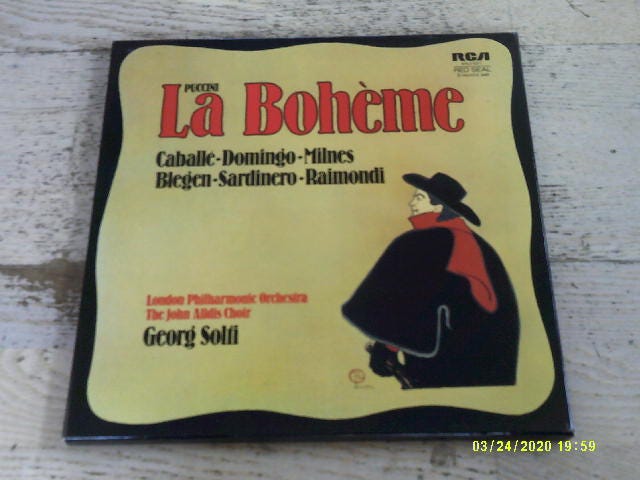 RCA
RED SEAL
PUCCINI
La Bohème
Caballé-Domingo-Milnes
Blegen-Sardinero-Raimondi
London Philharmonic Orchestra
The John Alldis Choir
Georg Solti
03/24/2020 19:59